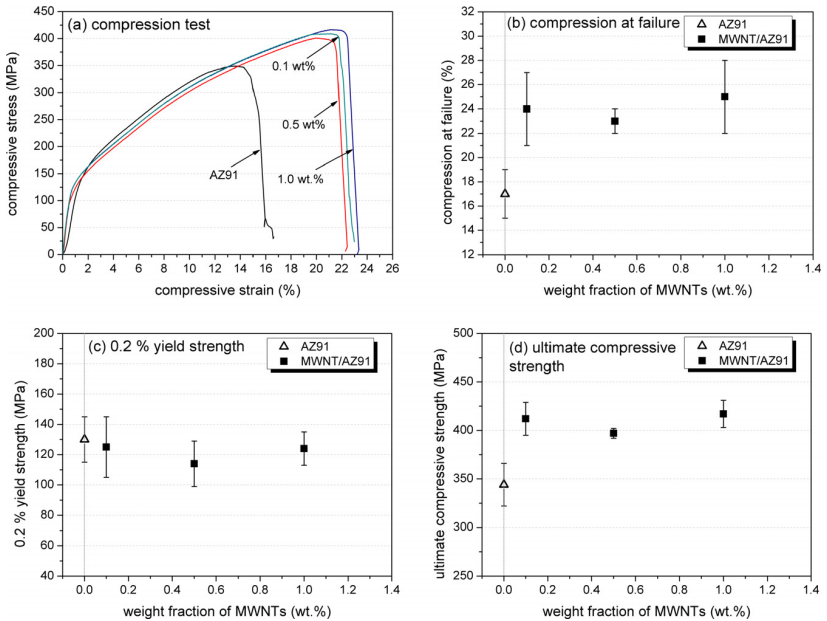 (a) compression test
compressive stress (MPa)
450
400
350
300
250
200
150
100
50
0
0.1 wt%
0.5 wt%
AZ91
1.0 wt.%
0 2 4 6 8 10 12 14 16 18 20 22 24 26
compressive strain (%)
(b) compression at failure
AZ91
MWNT/AZ91
compression at failure (%)
34
32
30
28
26
24
22
20
18
16
14
12
0.0 0.2 0.4 0.6 0.8 1.0 1.2 1.4
weight fraction of MWNTs (wt.%)
(c) 0.2 % yield strength
AZ91
MWNT/AZ91
0.2 % yield strength (MPa)
200
180
160
140
120
100
80
60
40
0.0 0.2 0.4 0.6 0.8 1.0 1.2 1.4
weight fraction of MWNTs (wt.%)
(d) ultimate compressive
strength
AZ91
MWNT/AZ91
ultimate compressive strength (MPa)
500
450
400
350
300
250
0.0 0.2 0.4 0.6 0.8 1.0 1.2 1.4
weight fraction of MWNTs (wt.%)